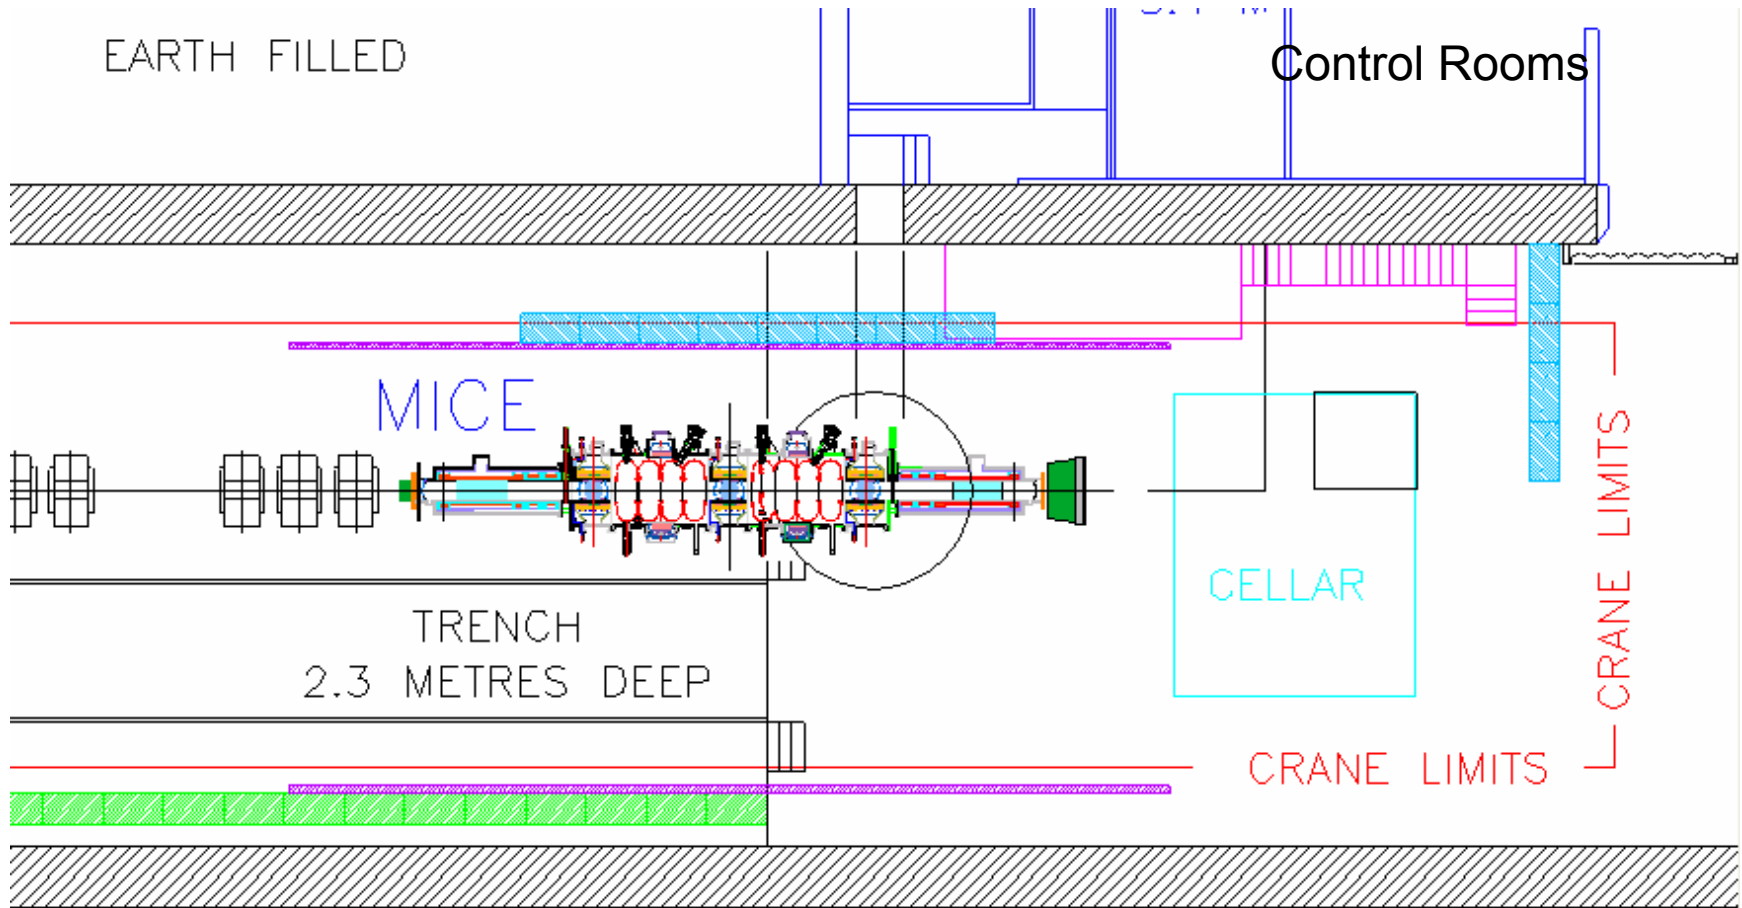 EARTH FILLED
Control Rooms
MICE
CELLAR
TRENCH
2.3 METRES DEEP
CRANE LIMITS
CRANE LIMITS